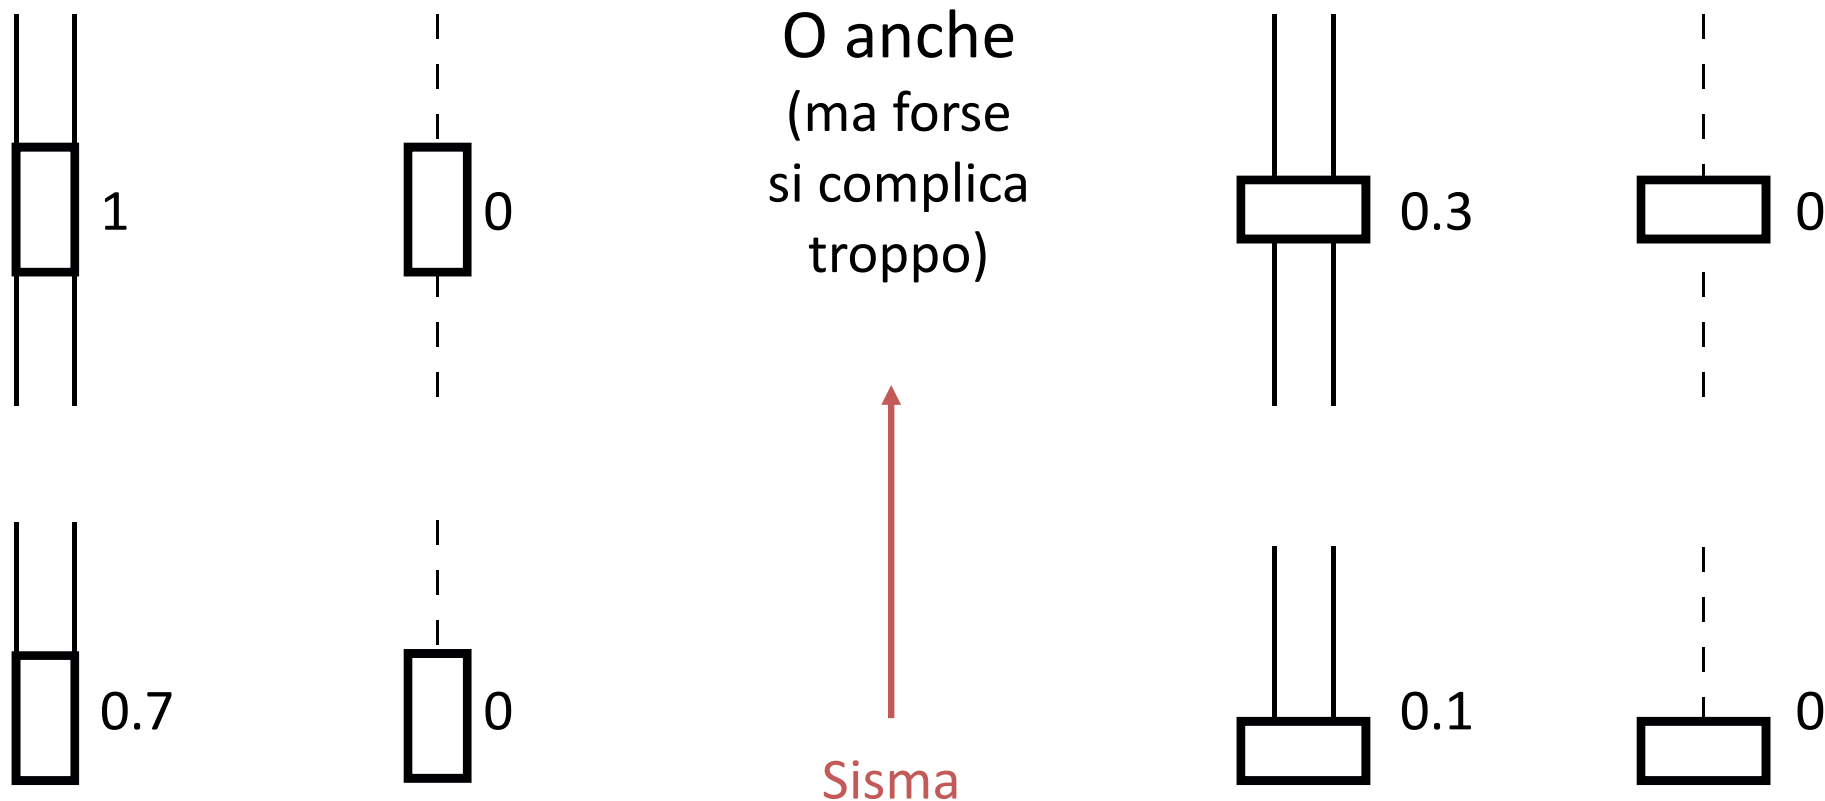 O anche
(ma forse
si complica
troppo)
1
0
0.3
0
0.7
0
0.1
0
Sisma